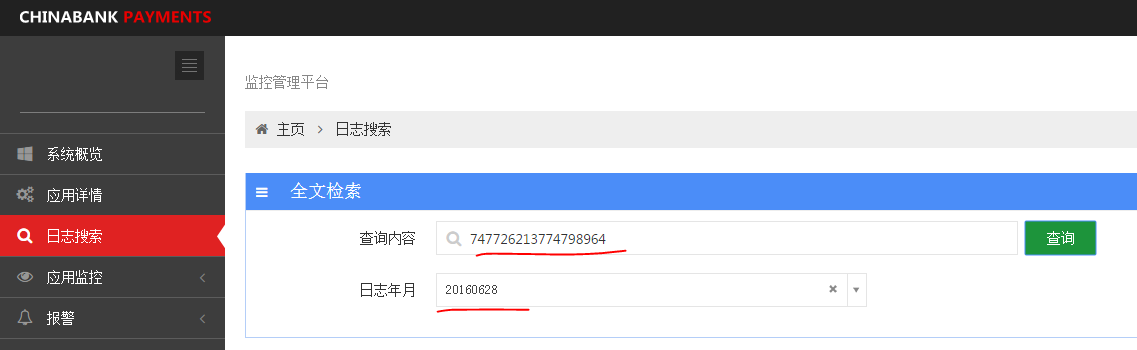 CHINABANK PAYMENTS
监控管理平台
主页 > 日志搜索
系统概览
应用详情
日志搜索
应用监控
报警
全文检索
查询内容 747726213774798964 查询
日志年月 20160628